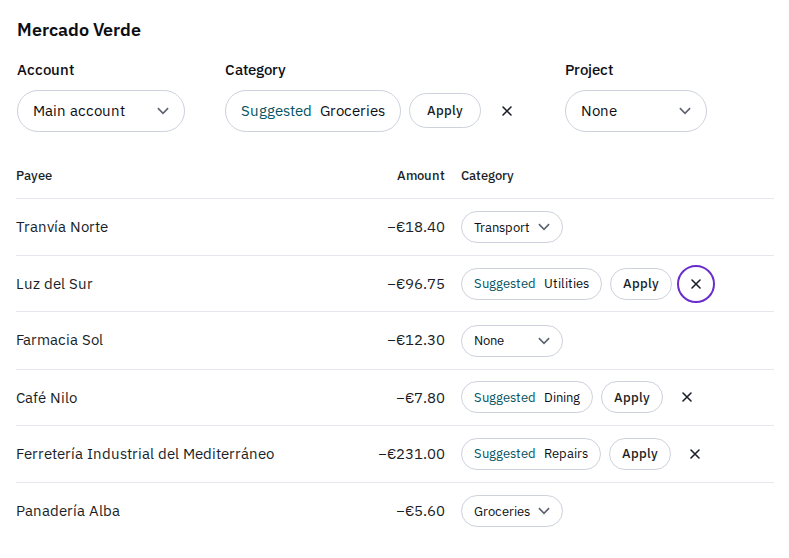 Mercado Verde
Account Category Project
Main account Suggested Groceries Apply None
Payee Amount Category
Tranvía Norte −€18.40 Transport
Luz del Sur −€96.75 Suggested Utilities Apply
Farmacia Sol −€12.30 None
Café Nilo −€7.80 Suggested Dining Apply
Ferretería Industrial del Mediterráneo −€231.00 Suggested Repairs Apply
Panadería Alba −€5.60 Groceries